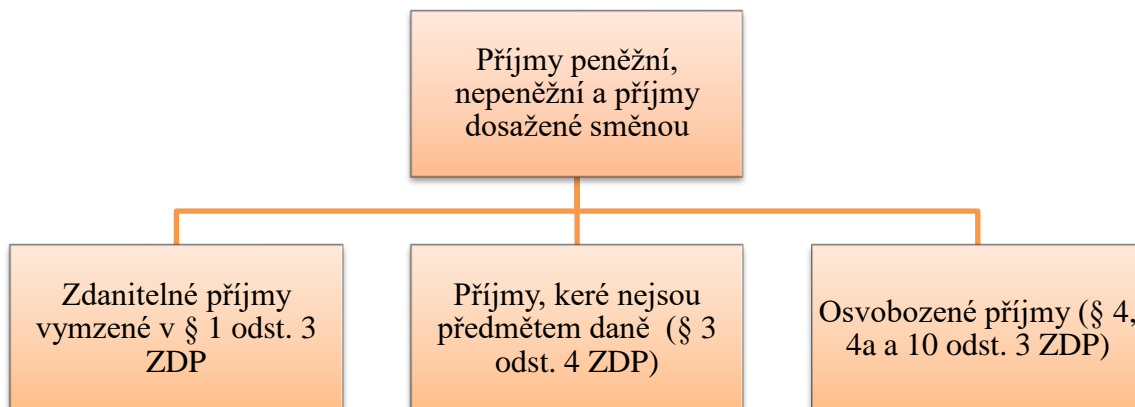 Příjmy peněžní,
nepeněžní a příjmy
dosažené směnou
Zdanitelné příjmy
vymzené v § 1 odst. 3
ZDP
Příjmy, keré nejsou
předmětem daně (§ 3
odst. 4 ZDP)
Osvobozené příjmy (§ 4,
4a a 10 odst. 3 ZDP)